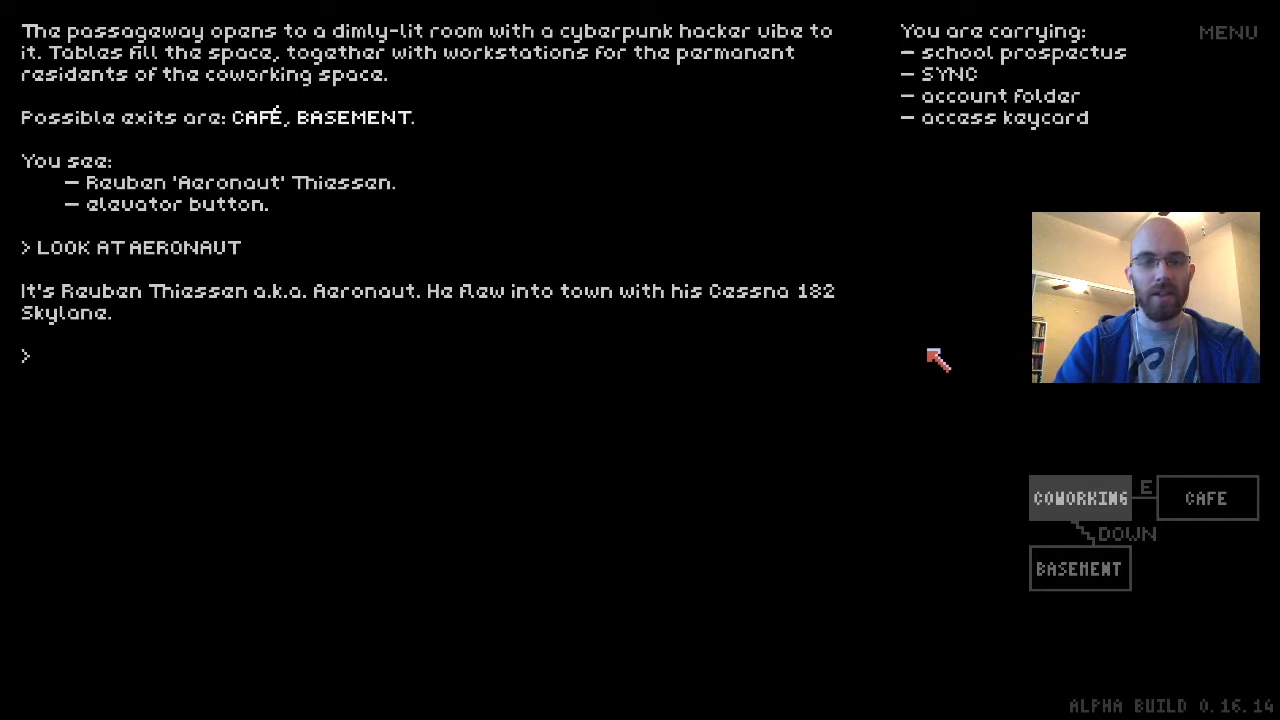 The passageway opens to a dimly-lit room with a cyberpunk hacker vibe to
it. Tables fill the space, together with workstations for the permanent
residents of the coworking space.
Possible exits are: CAFÉ, BASEMENT.
You see:
— Reuben 'Aeronaut' Thiessen.
— elevator button.
> LOOK AT AERONAUT
It's Reuben Thiessen a.k.a. Aeronaut. He flew into town with his Cessna 182
Skylane.
>
You are carrying:
— school prospectus
— SYNC
— account folder
— access keycard
MENU
COWORKING E CAFE
DOWN
BASEMENT
ALPHA BUILD 0.16.14